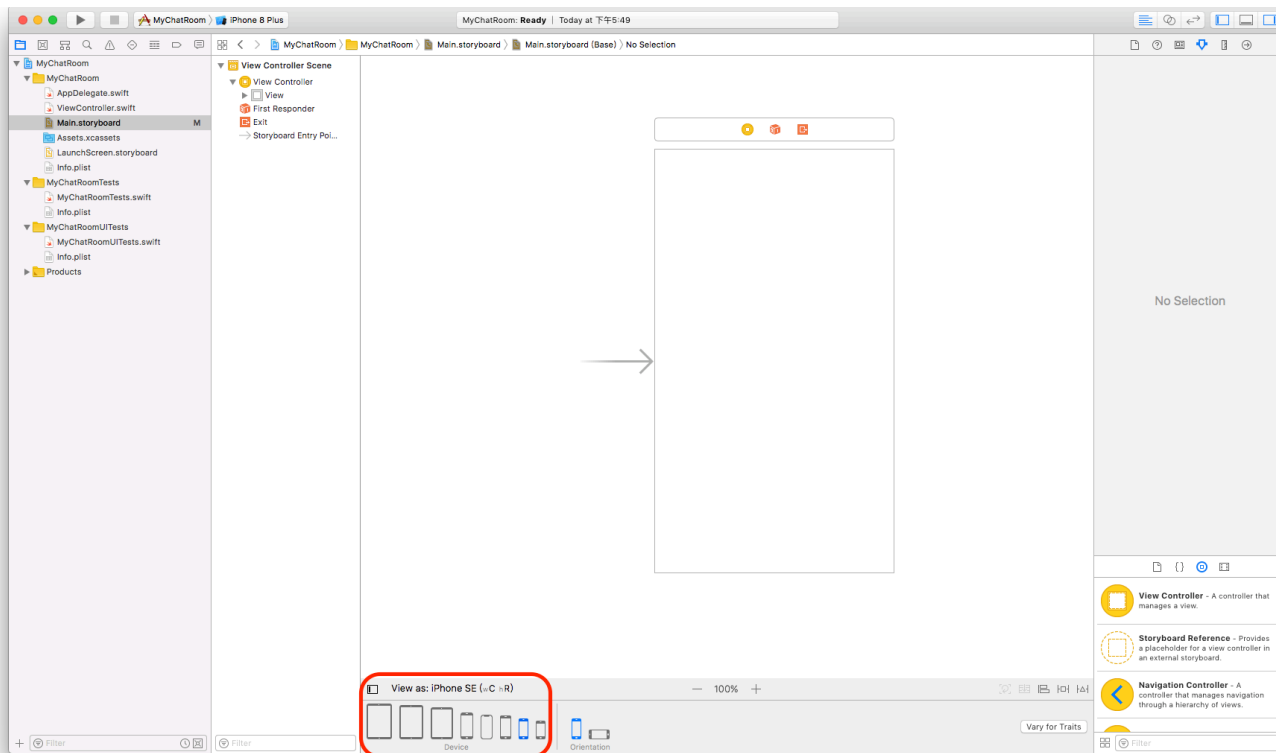 MyChatRoom
iPhone 8 Plus
MyChatRoom: Ready | Today at 下午5:49
MyChatRoom
MyChatRoom
Main.storyboard
Main.storyboard (Base)
No Selection
MyChatRoom
MyChatRoom
AppDelegate.swift
ViewController.swift
Main.storyboard M
Assets.xcassets
LaunchScreen.storyboard
Info.plist
MyChatRoomTests
MyChatRoomTests.swift
Info.plist
MyChatRoomUITests
MyChatRoomUITests.swift
Info.plist
Products
Filter
View Controller Scene
View Controller
View
First Responder
Exit
Storyboard Entry Poi...
Filter
View as: iPhone SE (wC hR)
100%
Device
Orientation
Vary for Traits
No Selection
View Controller - A controller that
manages a view.
Storyboard Reference - Provides
a placeholder for a view controller in
an external storyboard.
Navigation Controller - A
controller that manages navigation
through a hierarchy of views.
Filter